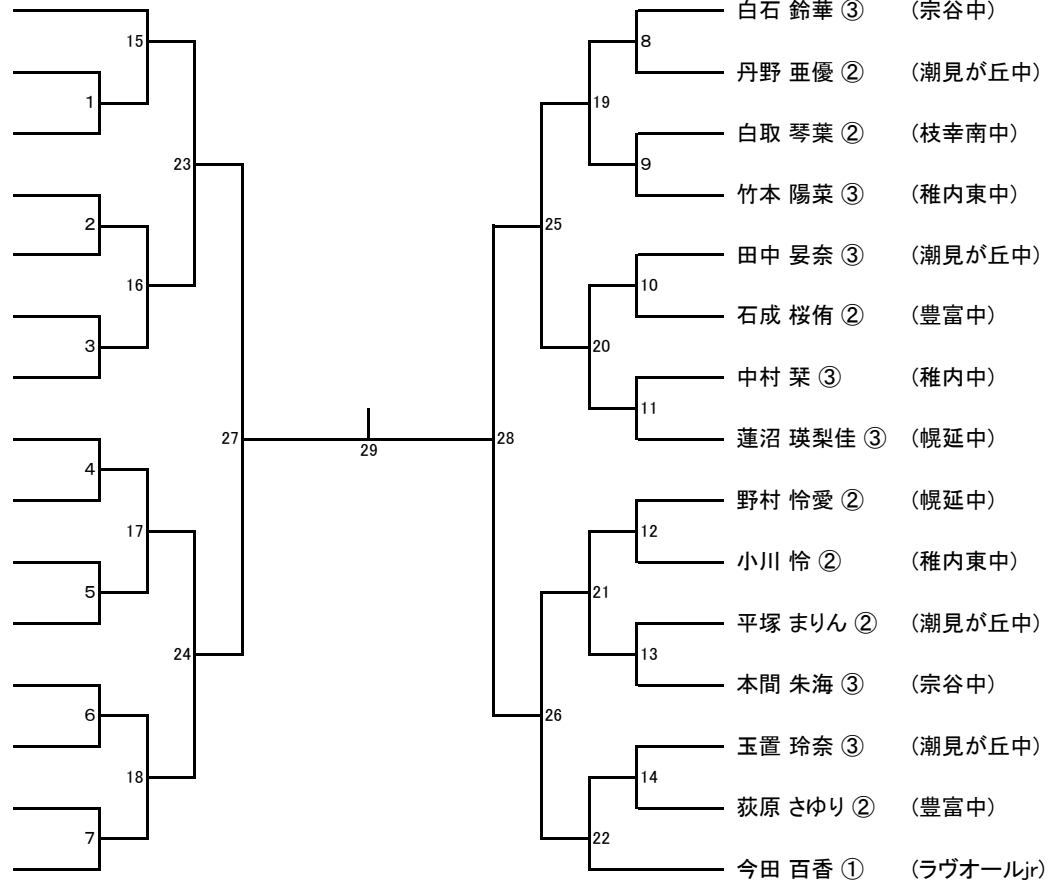 白石 鈴華 ③ (宗谷中)
15
8
丹野 亜優 ② (潮見が丘中)
1
19
白取 琴葉 ② (枝幸南中)
23
9
竹本 陽菜 ③ (稚内東中)
2
25
田中 晏奈 ③ (潮見が丘中)
16
10
石成 桜侑 ② (豊富中)
3
20
中村 栞 ③ (稚内中)
11
27
28
蓮沼 瑛梨佳 ③ (幌延中)
29
4
野村 怜愛 ② (幌延中)
17
12
小川 怜 ② (稚内東中)
5
21
平塚 まりん ② (潮見が丘中)
24
13
本間 朱海 ③ (宗谷中)
6
26
玉置 玲奈 ③ (潮見が丘中)
18
14
荻原 さゆり ② (豊富中)
7
22
今田 百香 ① (ラヴオールjr)